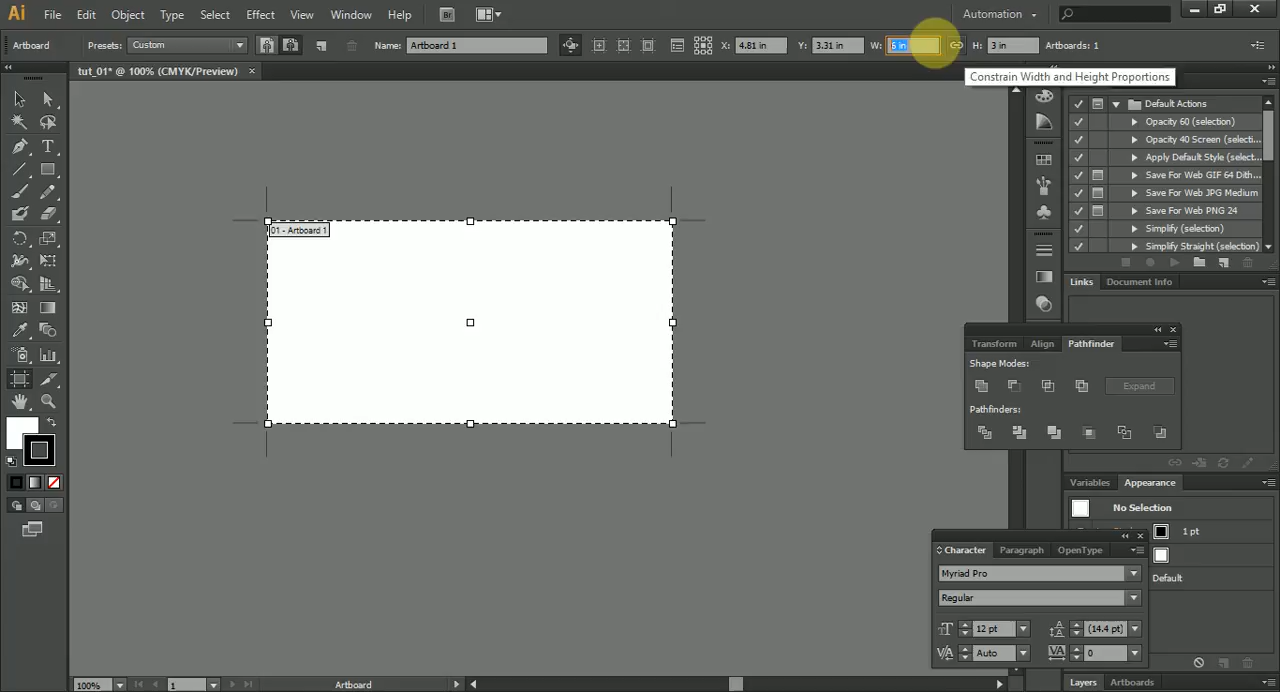 Ai File Edit Object Type Select Effect View Window Help Br Automation
Artboard Presets: Custom Name: Artboard 1 X: 4.81 in Y: 3.31 in W: 6 in H: 3 in Artboards: 1
tut_01* @ 100% (CMYK/Preview)
Constrain Width and Height Proportions
Default Actions
Opacity 60 (selection)
Opacity 40 Screen (selecti...
Apply Default Style (select...
Save For Web GIF 64 Dith...
Save For Web JPG Medium
Save For Web PNG 24
Simplify (selection)
Simplify Straight (selection)
Links Document Info
01 - Artboard 1
Transform Align Pathfinder
Shape Modes:
Expand
Pathfinders:
Variables Appearance
No Selection
1 pt
Default
Character Paragraph OpenType
Myriad Pro
Regular
12 pt (14.4 pt)
Auto 0
Layers Artboards
100% 1 Artboard